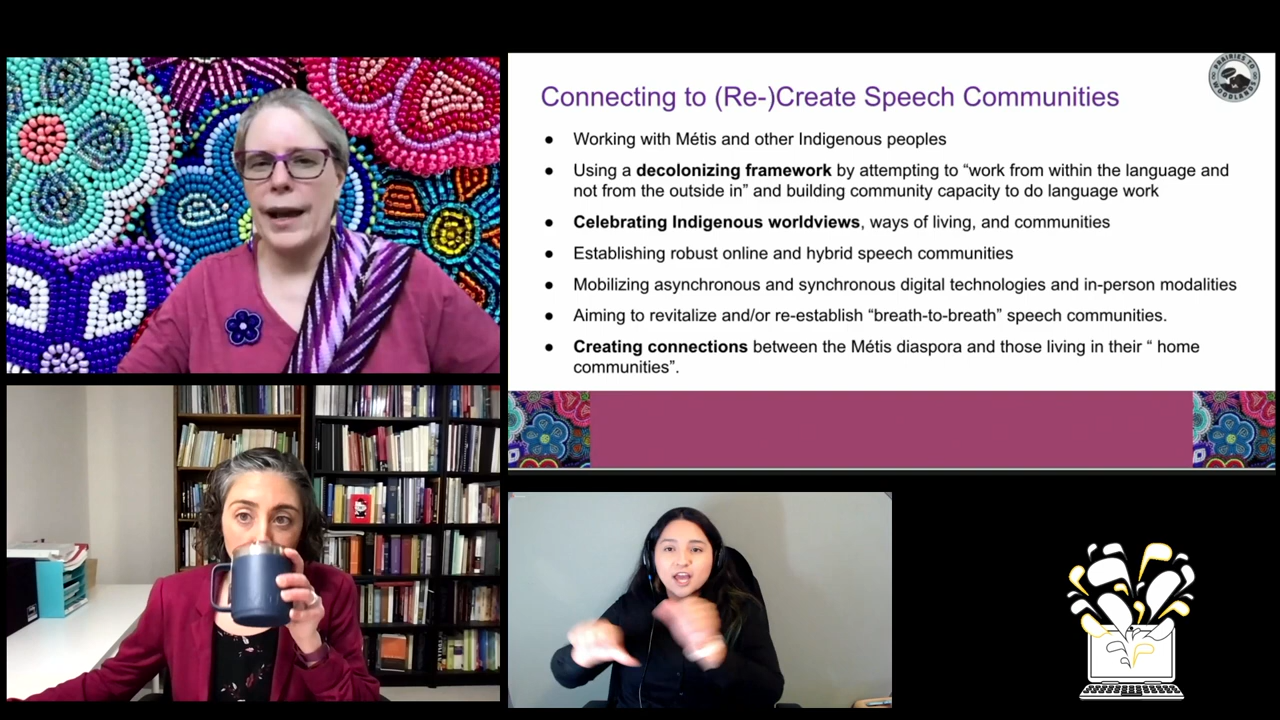 PRAIRIES TO
WOODLANDS
Connecting to (Re-)Create Speech Communities
● Working with Métis and other Indigenous peoples
● Using a decolonizing framework by attempting to “work from within the language and
not from the outside in” and building community capacity to do language work
● Celebrating Indigenous worldviews, ways of living, and communities
● Establishing robust online and hybrid speech communities
● Mobilizing asynchronous and synchronous digital technologies and in-person modalities
● Aiming to revitalize and/or re-establish “breath-to-breath” speech communities.
● Creating connections between the Métis diaspora and those living in their “ home
communities”.